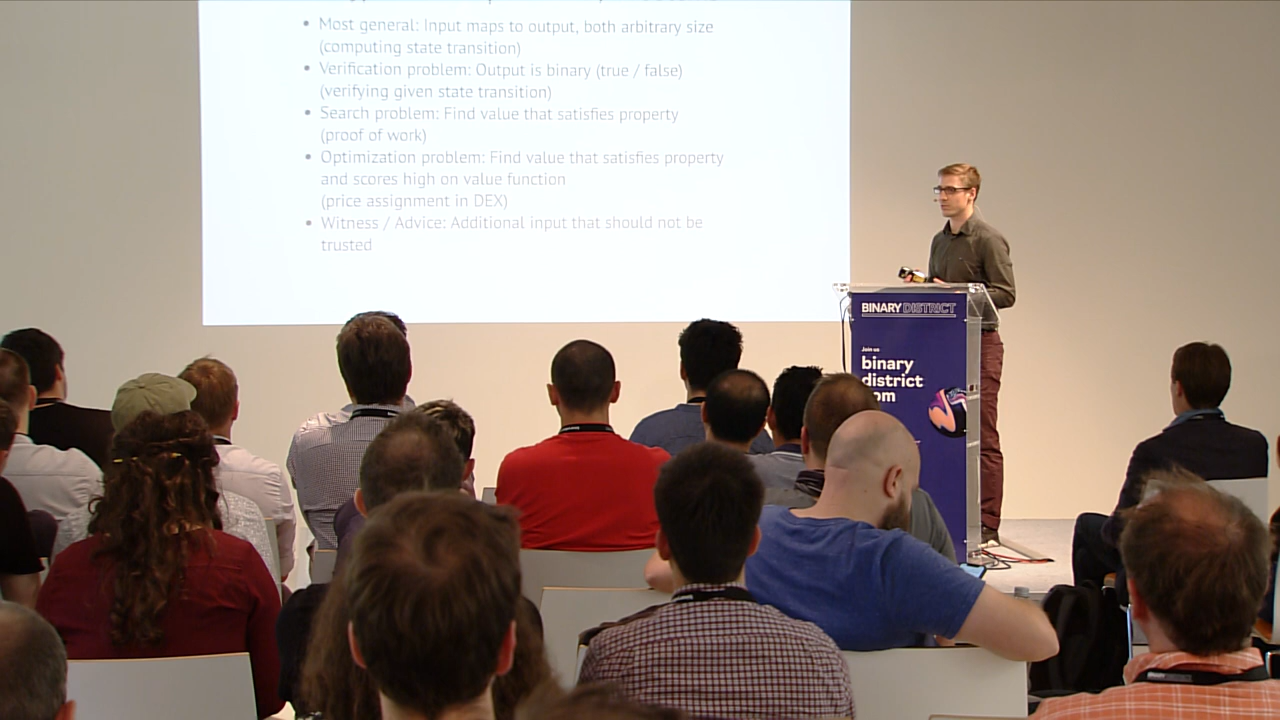 • Most general: Input maps to output, both arbitrary size
(computing state transition)
• Verification problem: Output is binary (true / false)
(verifying given state transition)
• Search problem: Find value that satisfies property
(proof of work)
• Optimization problem: Find value that satisfies property
and scores high on value function
(price assignment in DEX)
• Witness / Advice: Additional input that should not be
trusted
BINARY DISTRICT
Join us
binary
district